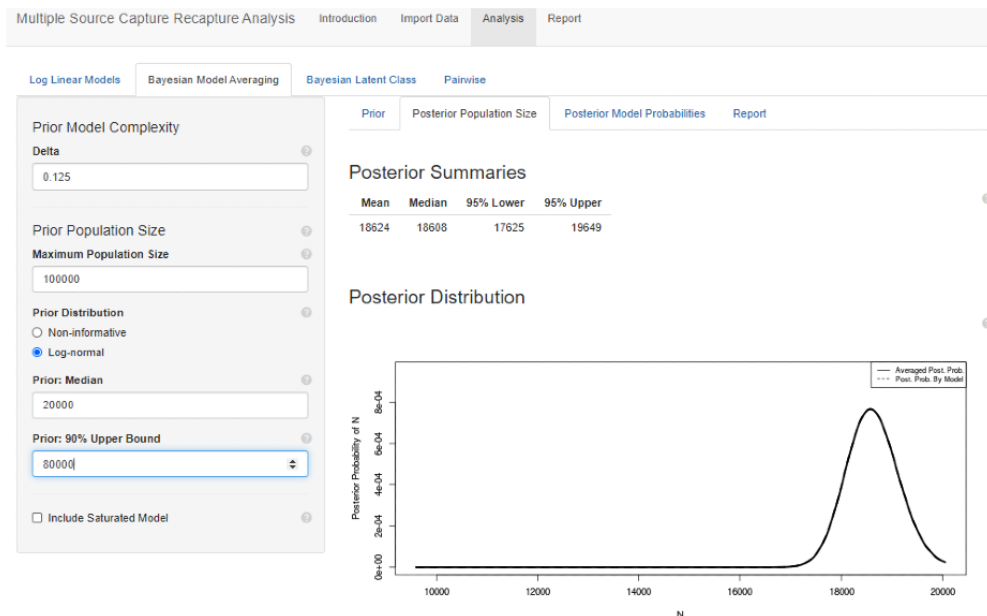 Multiple Source Capture Recapture Analysis Introduction Import Data Analysis Report
Log Linear Models Bayesian Model Averaging Bayesian Latent Class Pairwise
Prior Model Complexity
Delta
0.125
Prior Population Size
Maximum Population Size
100000
Prior Distribution
Non-informative
Log-normal
Prior: Median
20000
Prior: 90% Upper Bound
80000
Include Saturated Model
Prior Posterior Population Size Posterior Model Probabilities Report
Posterior Summaries
Mean Median 95% Lower 95% Upper
18624 18608 17625 19649
Posterior Distribution
Averaged Post. Prob.
Post. Prob. By Model
Posterior Probability of N
8e-04
6e-04
4e-04
2e-04
0e+00
10000 12000 14000 16000 18000 20000
N